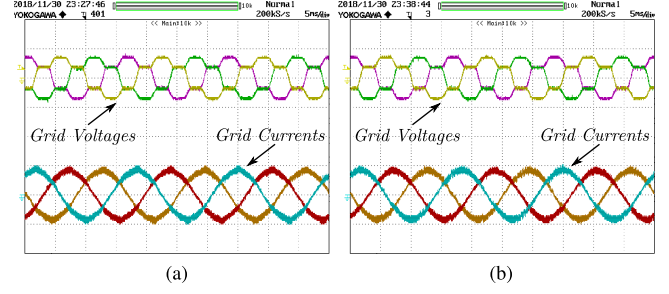 2018/11/30 23:27:46
Normal
YOKOGAWA ◆
401
200kS/s
5ms/div
<< Main:10k >>
Grid Voltages
Grid Currents
(a)
2018/11/30 23:38:44
Normal
YOKOGAWA ◆
3
200kS/s
5ms/div
<< Main:10k >>
Grid Voltages
Grid Currents
(b)